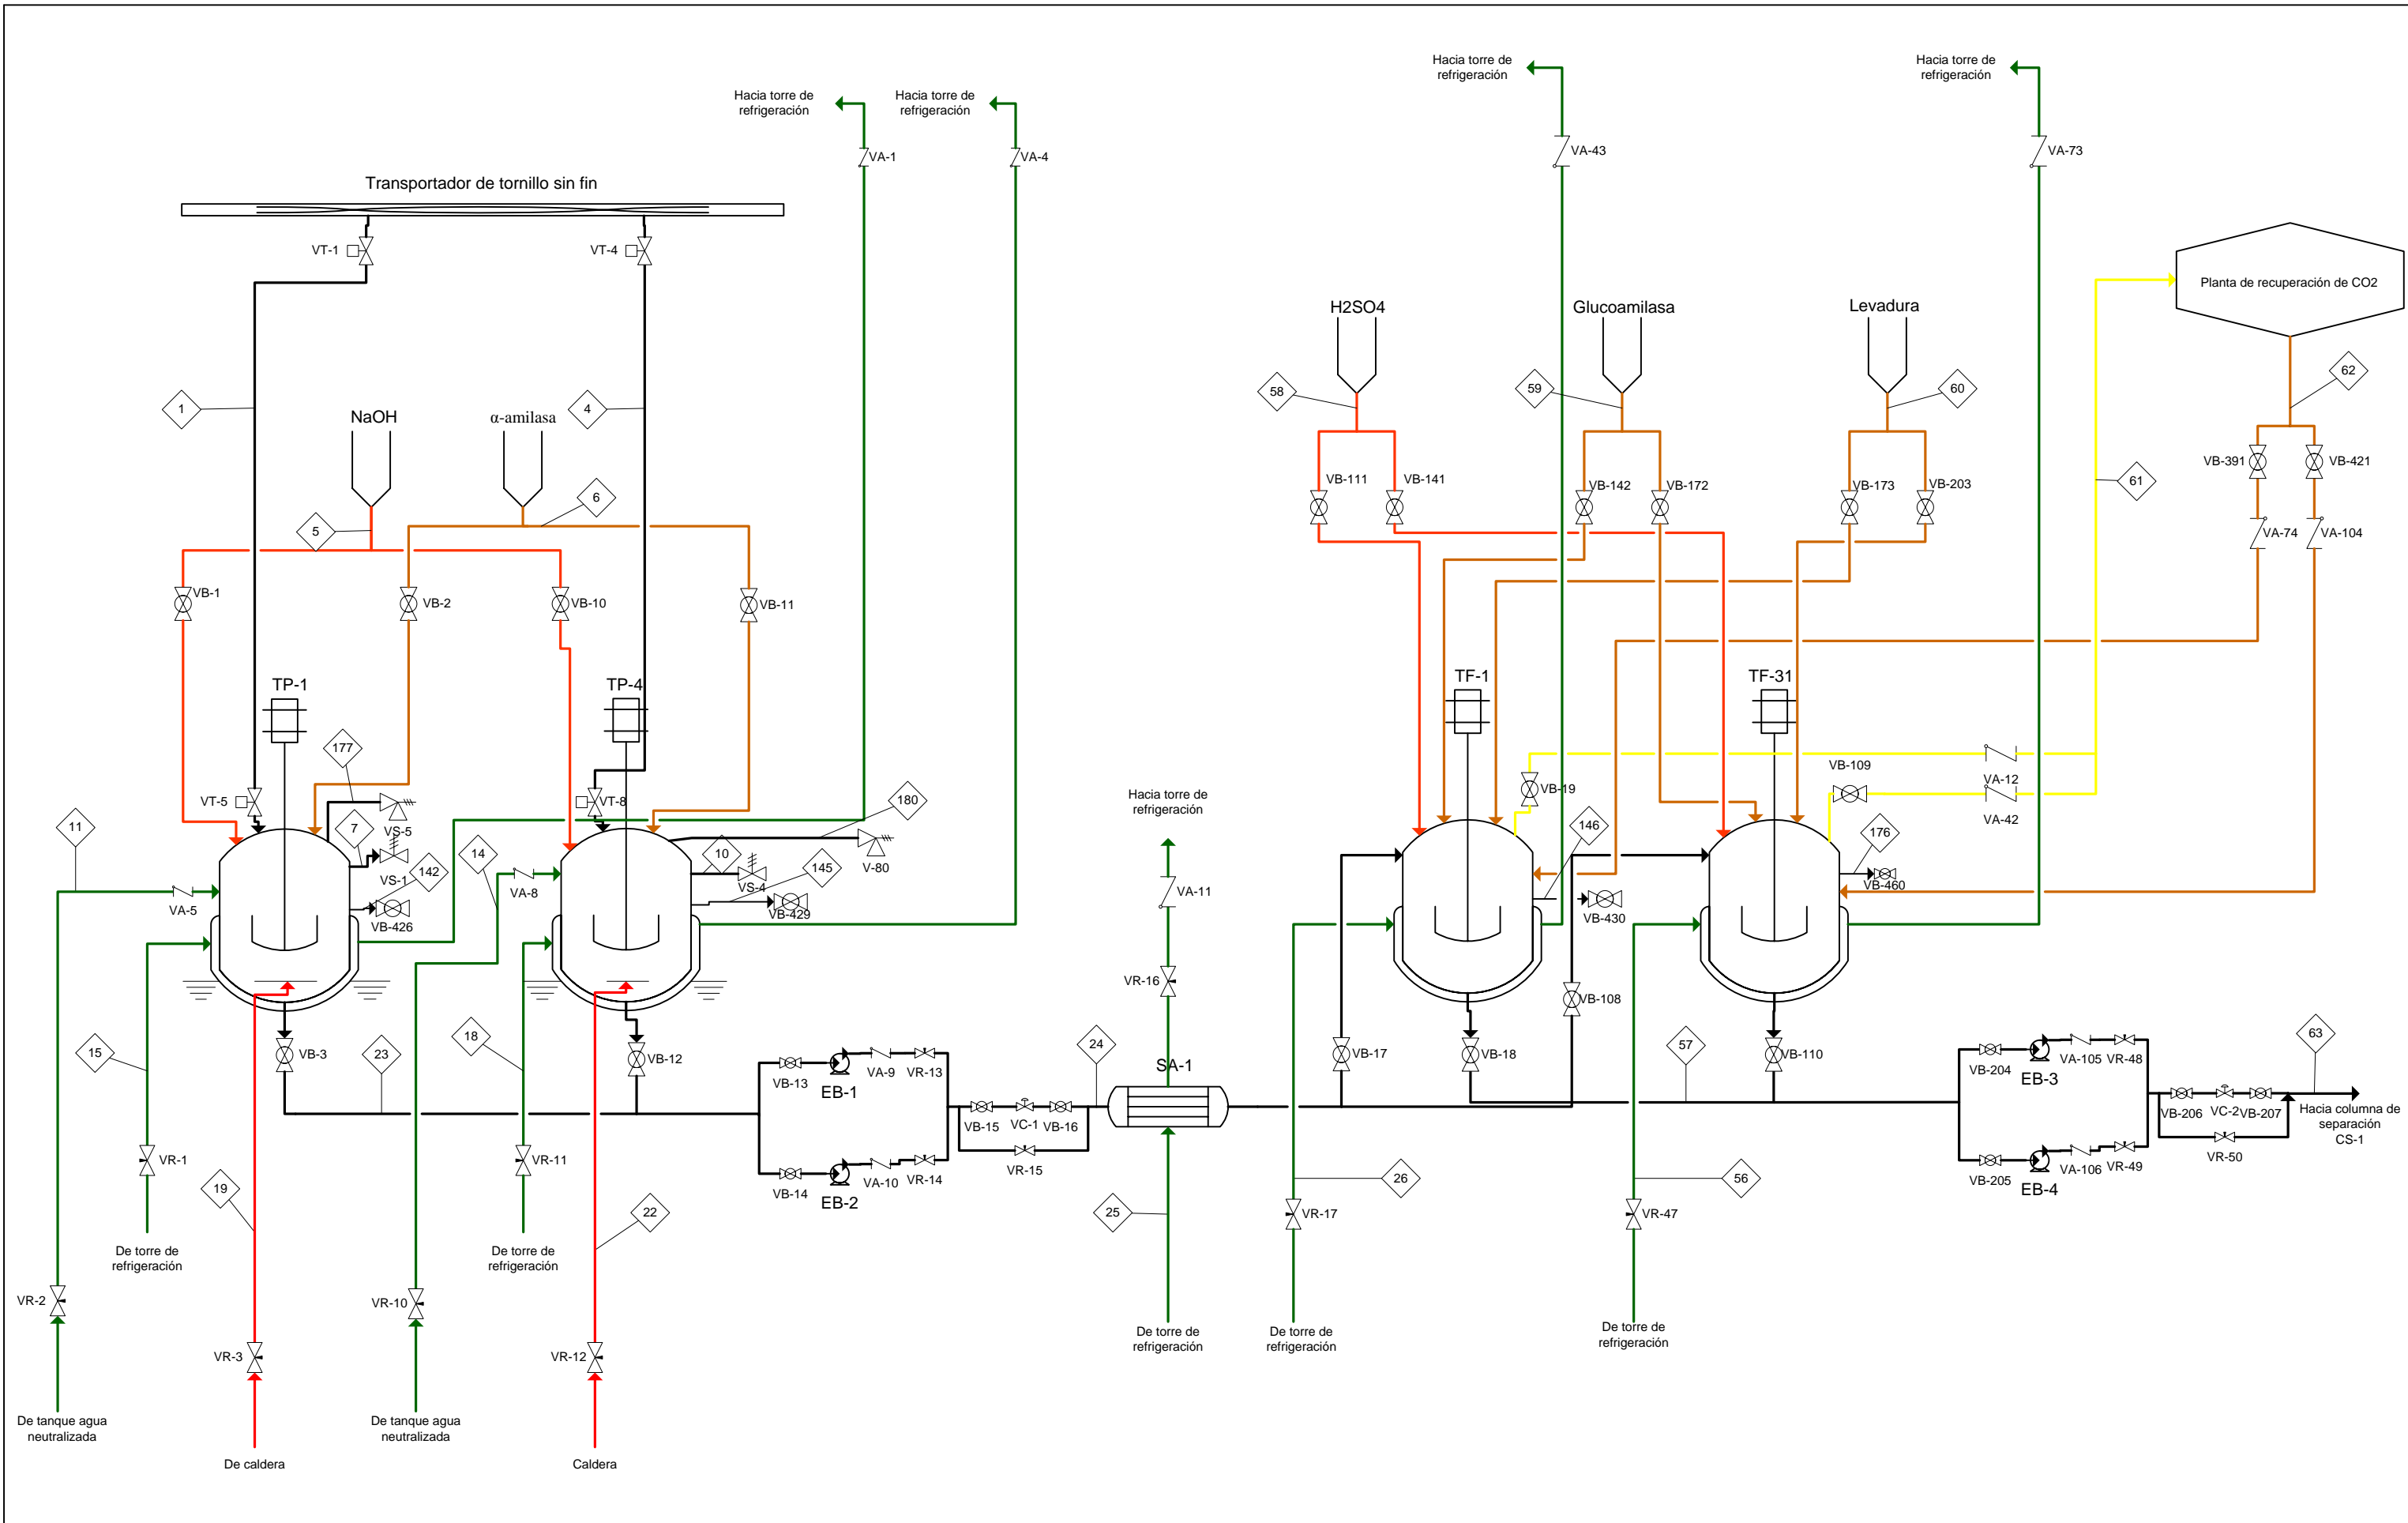 Hacia torre de
refrigeración
Hacia torre de
refrigeración
Hacia torre de
refrigeración
Hacia torre de
refrigeración
VA-1
VA-4
VA-43
VA-73
Transportador de tornillo sin fin
VT-1
VT-4
Planta de recuperación de CO2
H2SO4
Glucoamilasa
Levadura
58
59
60
62
1
NaOH
α-amilasa
4
5
6
VB-111
VB-141
VB-142
VB-172
VB-173
VB-203
VB-391
VB-421
61
VA-74
VA-104
VB-1
VB-2
VB-10
VB-11
TP-1
TP-4
TF-1
TF-31
177
VT-5
VS-5
VT-8
180
VB-19
VB-109
VA-12
VA-42
Hacia torre de
refrigeración
11
7
VS-1
142
14
10
VS-4
145
V-80
146
176
VA-5
VB-426
VA-8
VB-429
VA-11
VB-430
VB-460
VR-16
VB-108
15
VB-3
23
18
VB-12
VB-13
EB-1
VA-9
VR-13
24
SA-1
VB-17
VB-18
57
VB-110
VB-204
EB-3
VA-105
VR-48
63
VB-15
VC-1
VB-16
VR-15
VB-206
VC-2
VB-207
VR-50
Hacia columna de
separación
CS-1
VR-1
VR-11
VB-14
EB-2
VA-10
VR-14
VB-205
EB-4
VA-106
VR-49
19
22
25
26
56
VR-17
VR-47
De torre de
refrigeración
De torre de
refrigeración
VR-2
VR-10
De torre de
refrigeración
De torre de
refrigeración
De torre de
refrigeración
VR-3
VR-12
De tanque agua
neutralizada
De tanque agua
neutralizada
De caldera
Caldera